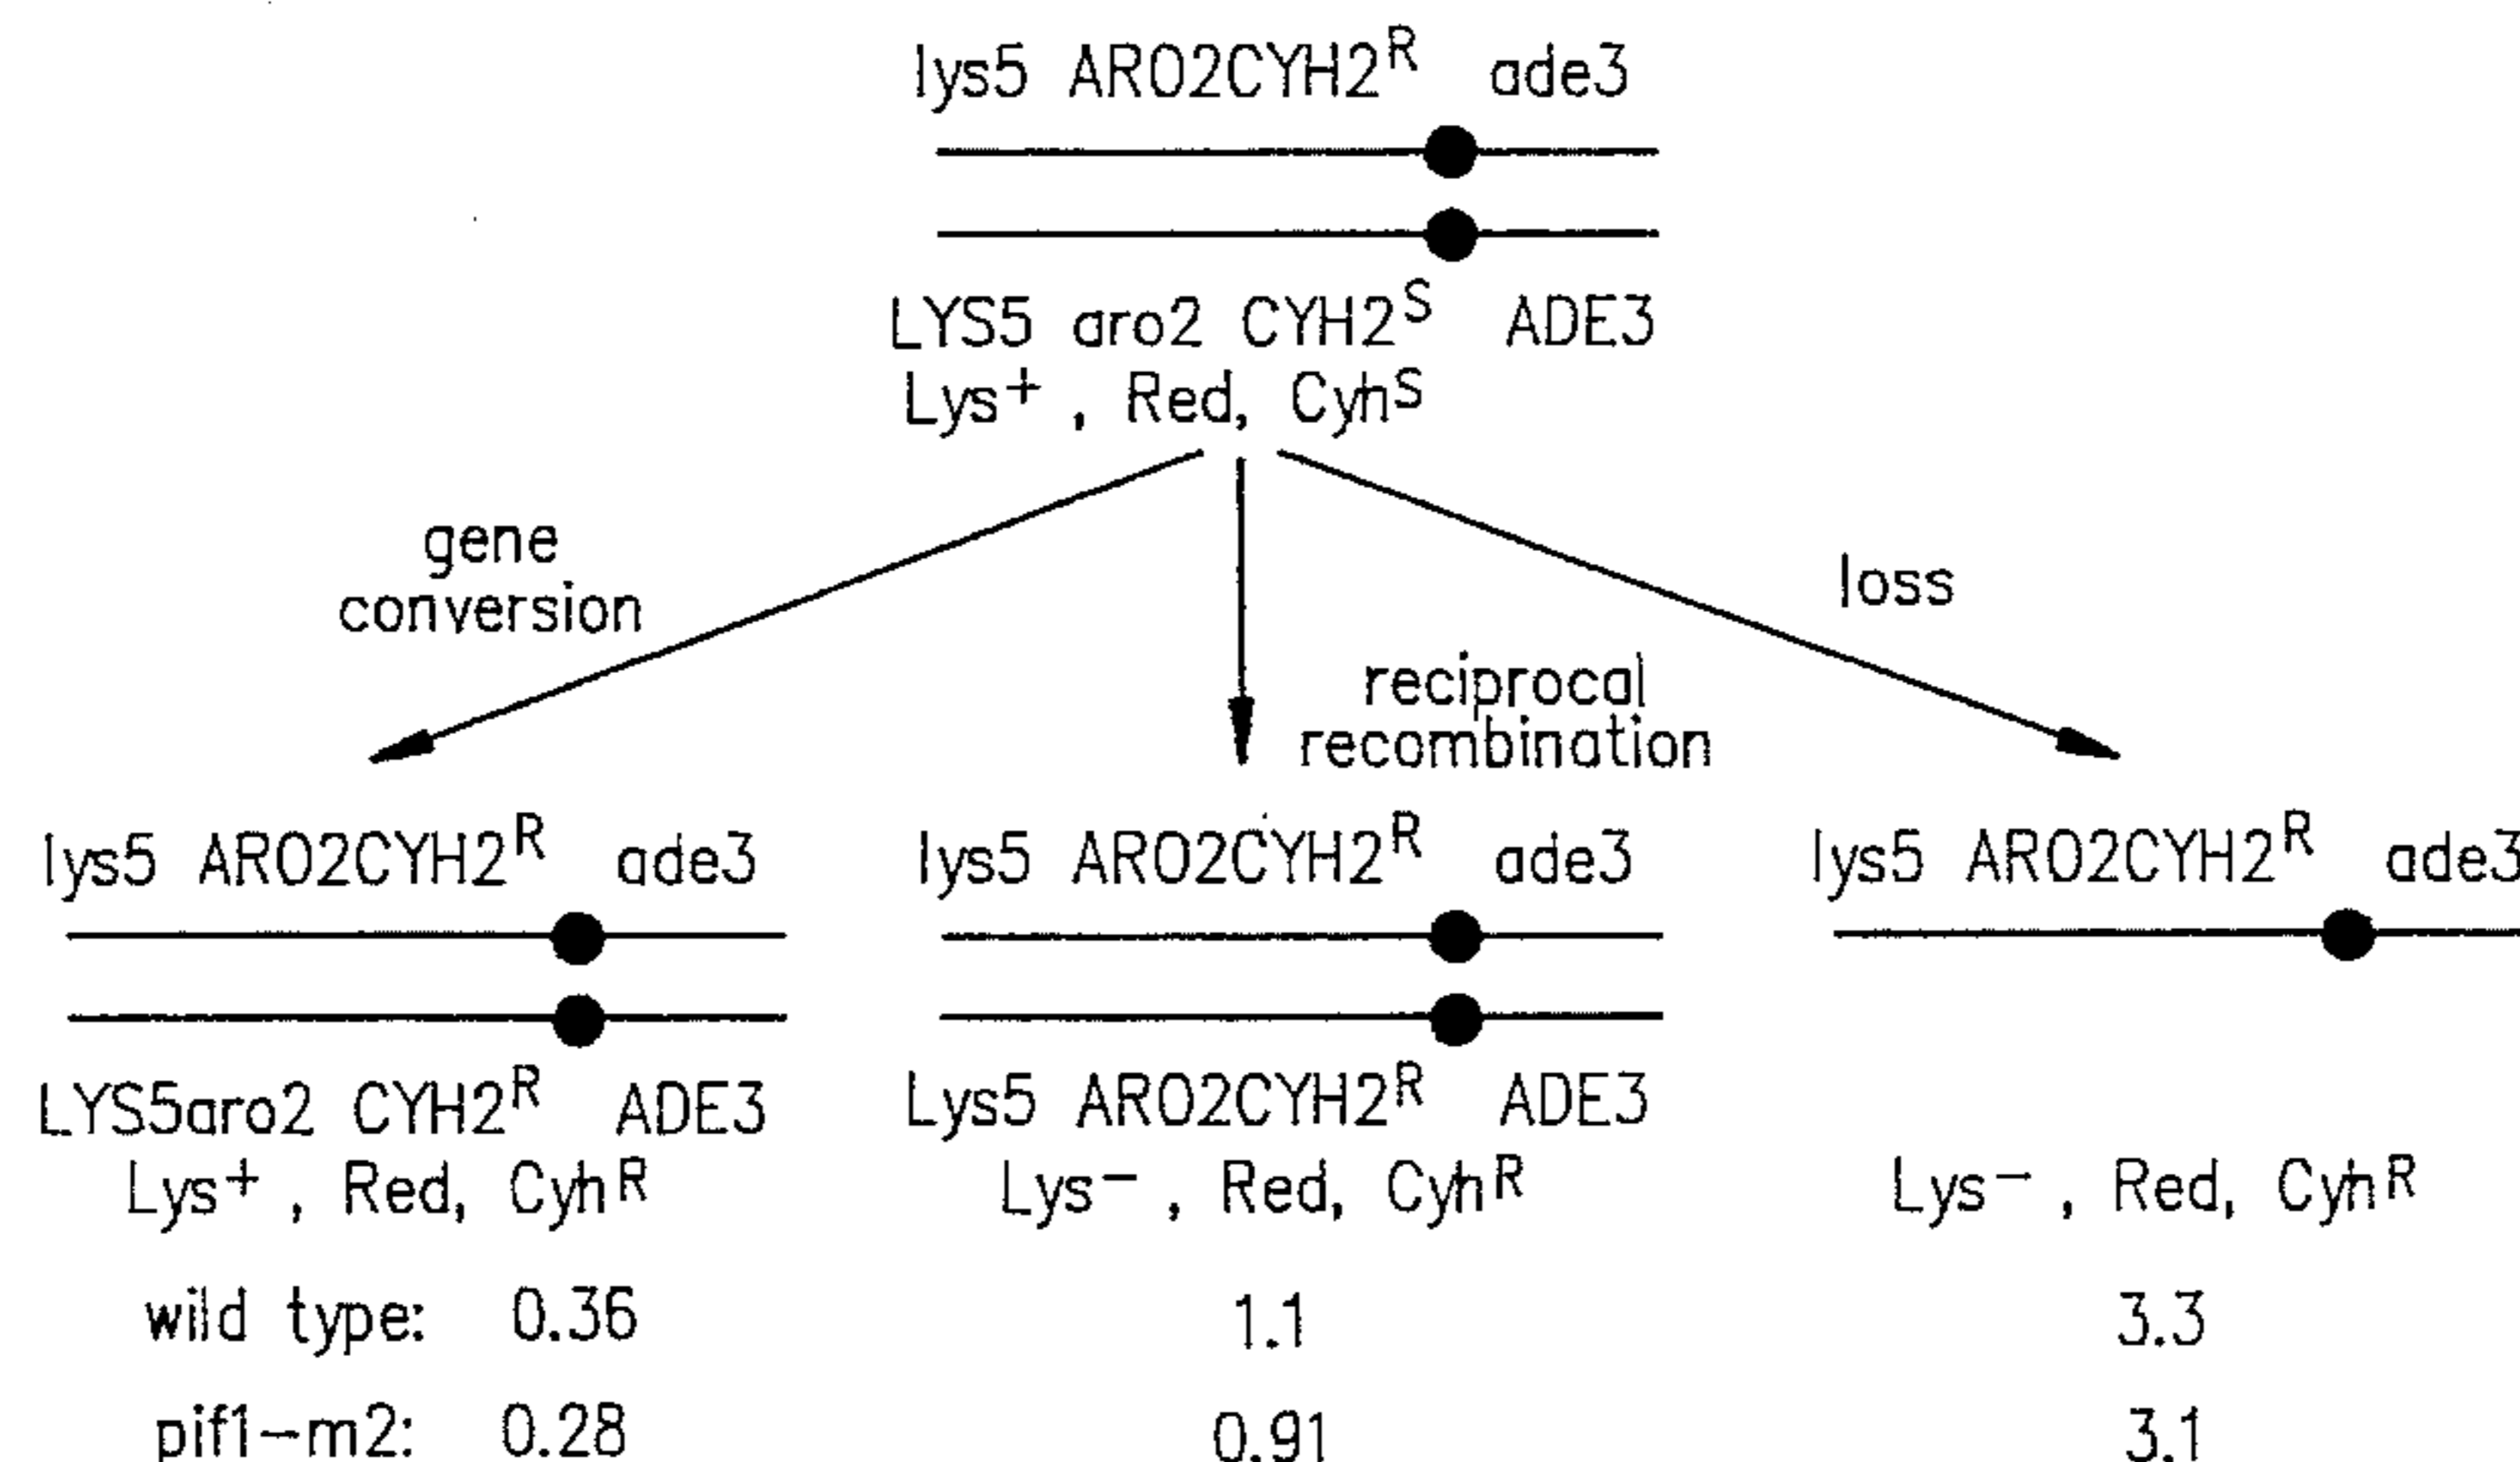 lys5 ARO2CYH2^R ade3
LYS5 aro2 CYH2^S ADE3
Lys^+ , Red, Cyh^S
gene
conversion
loss
reciprocal
recombination
lys5 ARO2CYH2^R ade3
LYS5aro2 CYH2^R ADE3
Lys^+ , Red, Cyh^R
lys5 ARO2CYH2^R ade3
Lys5 ARO2CYH2^R ADE3
Lys^- , Red, Cyh^R
lys5 ARO2CYH2^R ade3
Lys^- , Red, Cyh^R
wild type: 0.36 1.1 3.3
pif1-m2: 0.28 0.91 3.1